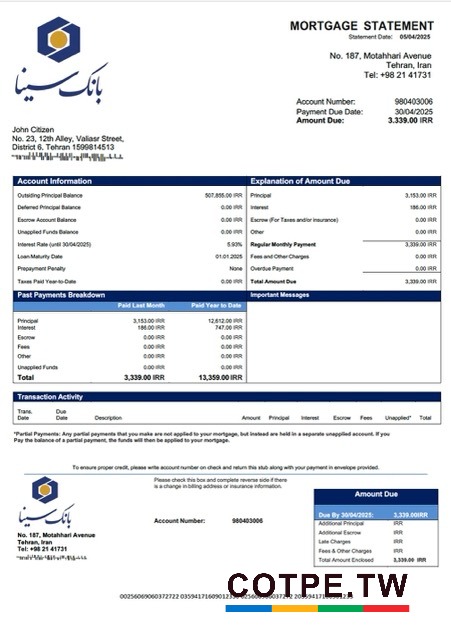 MORTGAGE STATEMENT
Statement Date: 05/04/2025
No. 187, Motahhari Avenue
Tehran, Iran
Tel: +98 21 41731
بانک سینا
Account Number: 980403006
Payment Due Date: 30/04/2025
Amount Due: 3.339.00 IRR
John Citizen
No. 23, 12th Alley, Valiasr Street,
District 6, Tehran 1599814513
Account Information
Outsiding Principal Balance 507,855.00 IRR
Deferred Principal Balance 0.00 IRR
Escrow Account Balance 0.00 IRR
Unapplied Funds Balance 0.00 IRR
Interest Rate (until 30/04/2025) 5.93%
Loan-Maturity Date 01.01.2025
Prepayment Penalty None
Taxes Paid Year-to-Date 0.00 IRR
Explanation of Amount Due
Principal 3,153.00 IRR
Interest 186.00 IRR
Escrow (For Taxes and/or insurance) 0.00 IRR
Other 0.00 IRR
Regular Monthly Payment 3,339.00 IRR
Fees and Other Charges 0.00 IRR
Overdue Payment 0.00 IRR
Total Amount Due 3,339.00 IRR
Past Payments Breakdown
Paid Last Month Paid Year to Date
Principal 3,153.00 IRR 12,612.00 IRR
Interest 186.00 IRR 747.00 IRR
Escrow 0.00 IRR 0.00 IRR
Fees 0.00 IRR 0.00 IRR
Other 0.00 IRR 0.00 IRR
Unapplied Funds 0.00 IRR 0.00 IRR
Total 3,339.00 IRR 13,359.00 IRR
Important Messages
Transaction Activity
Trans. Date Due Date Description Amount Principal Interest Escrow Fees Unapplied* Total
*Partial Payments: Any partial payments that you make are not applied to your mortgage, but instead are held in a separate unapplied account. If you
Pay the balance of a partial payment, the funds will then be applied to your mortgage.
To ensure proper credit, please write account number on check and return this stub along with your payment in envelope provided.
بانک سینا
No. 187, Motahhari Avenue
Tehran, Iran
Tel: +98 21 41731
Please check this box and complete reverse side if there
is a change in billing address or insurance information.
Account Number: 980403006
Amount Due
Due By 30/04/2025: 3,339.00IRR
Additional Principal IRR
Additional Escrow IRR
Late Charges IRR
Fees & Other Charges IRR
Total Amount Enclosed 3,339.00 IRR
COTPE.TW